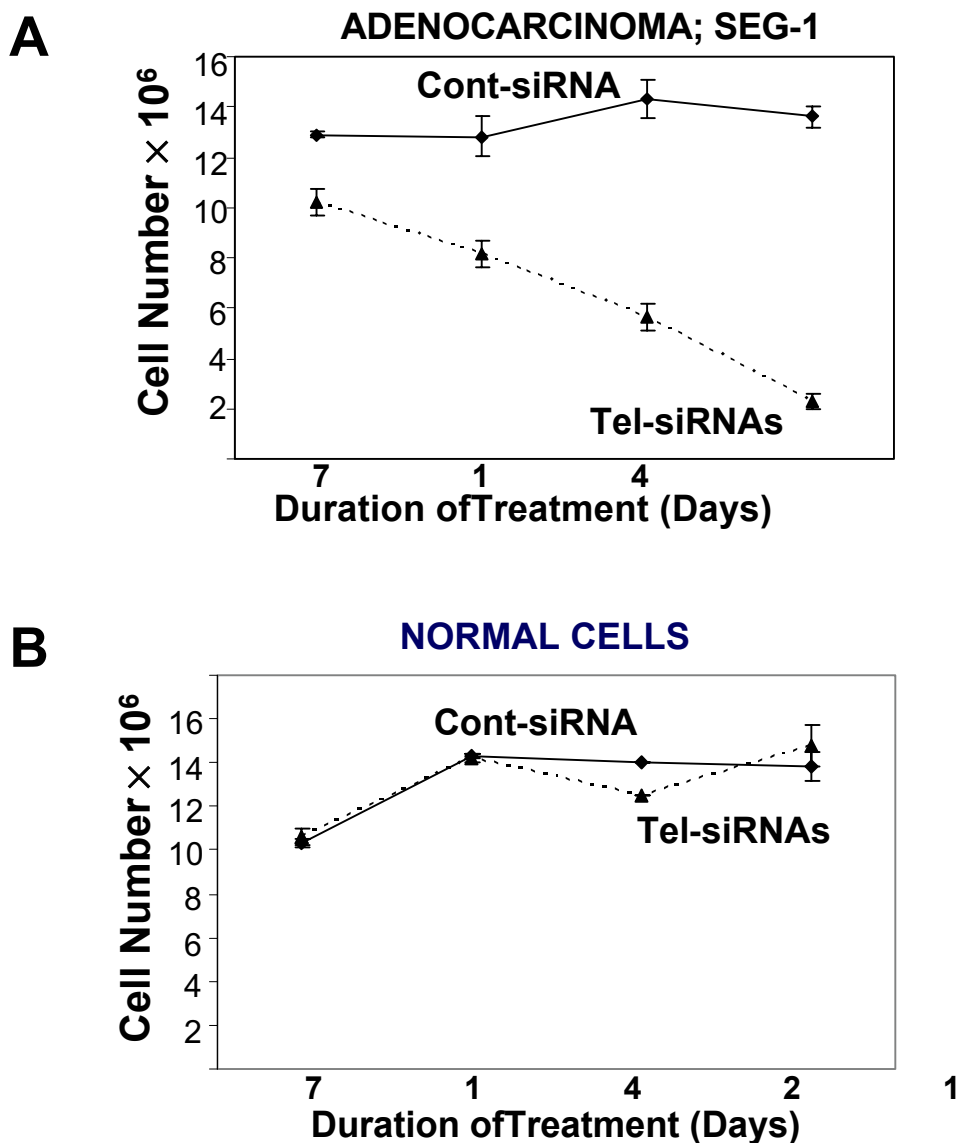 A
ADENOCARCINOMA; SEG-1
Cell Number × 10⁶
16
14
12
10
8
6
4
2
Cont-siRNA
Tel-siRNAs
7 1 4
Duration ofTreatment (Days)
B
NORMAL CELLS
Cell Number × 10⁶
16
14
12
10
8
6
4
2
Cont-siRNA
Tel-siRNAs
7 1 4 2 1
Duration ofTreatment (Days)